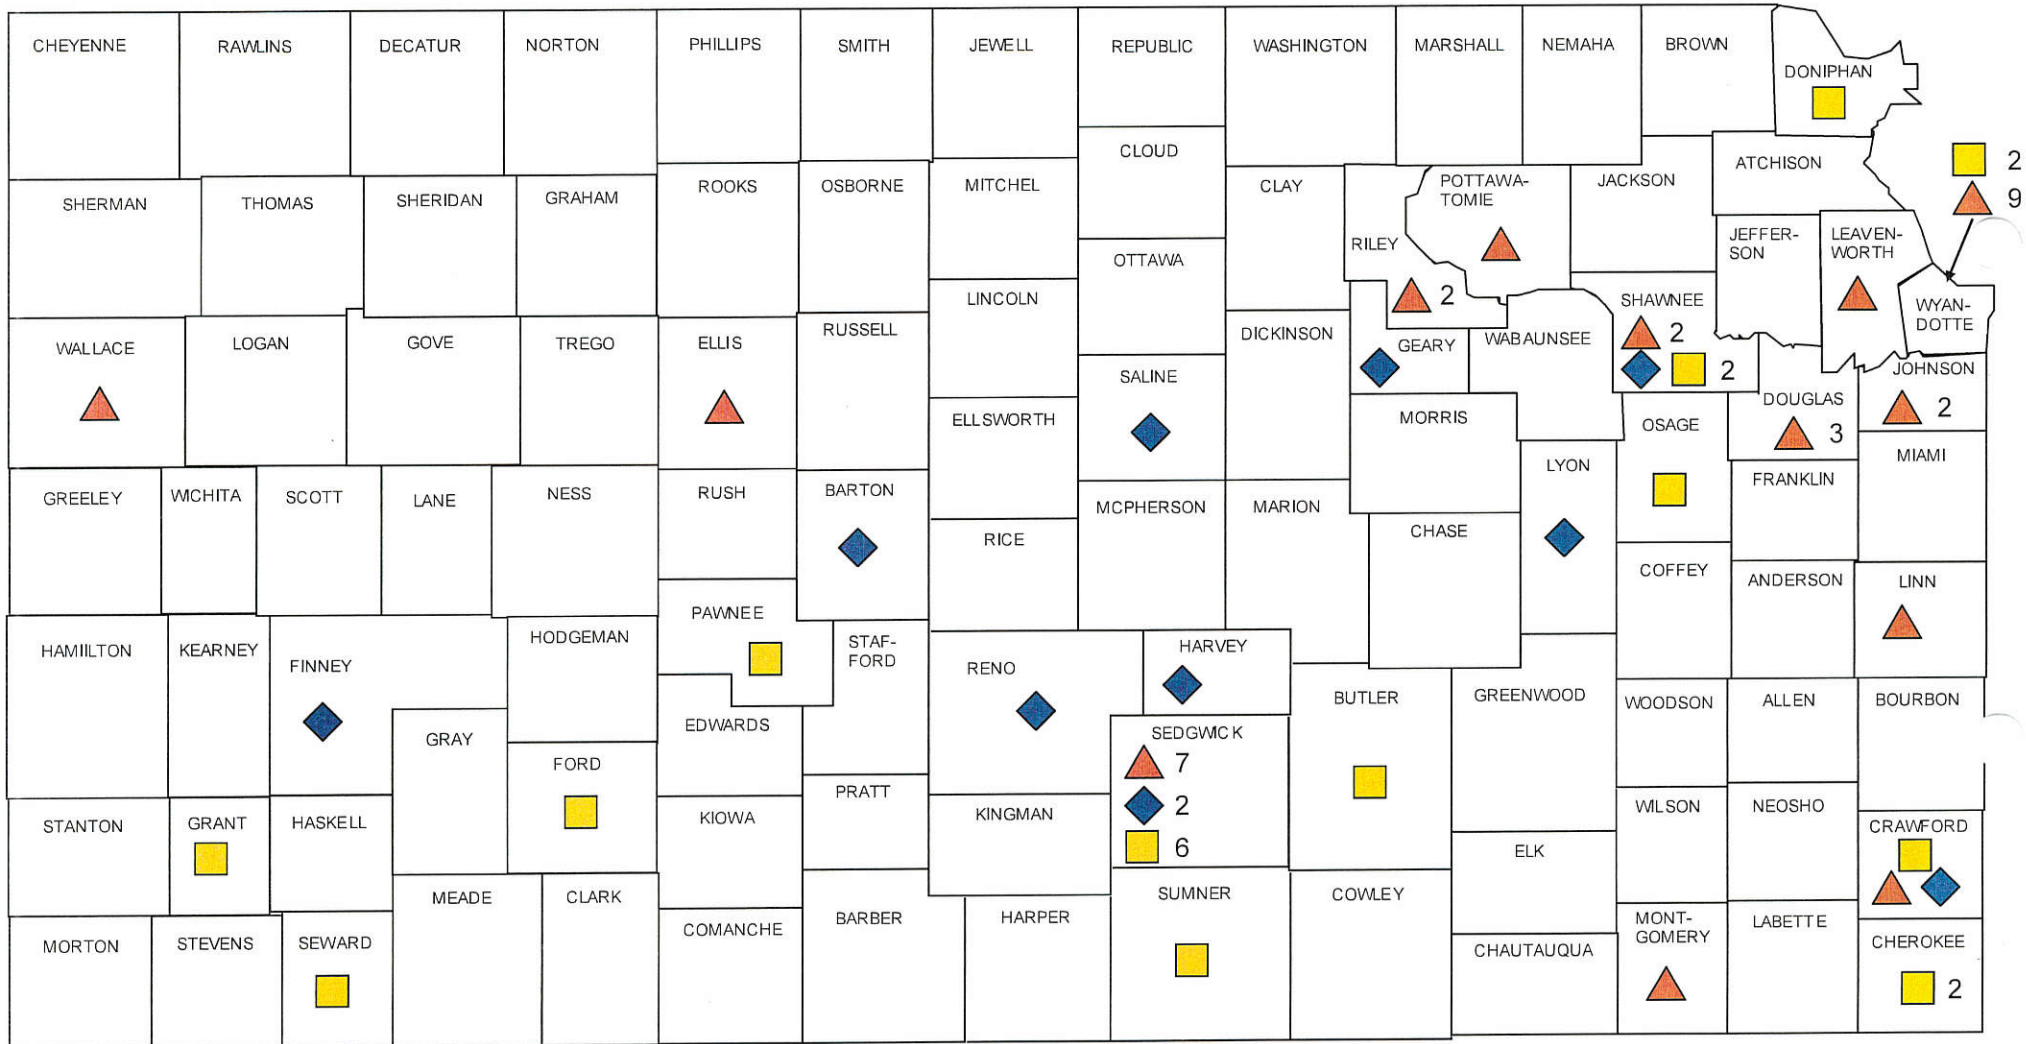 CHEYENNE
RAWLINS
DECATUR
NORTON
PHILLIPS
SMITH
JEWELL
REPUBLIC
WASHINGTON
MARSHALL
NEMAHA
BROWN
DONIPHAN
2
9
CLOUD
ATCHISON
SHERMAN
THOMAS
SHERIDAN
GRAHAM
ROOKS
OSBORNE
MITCHEL
CLAY
RILEY
2
POTTAWA-
TOMIE
JACKSON
JEFFER-
SON
LEAVEN-
WORTH
WYAN-
DOTTE
OTTAWA
LINCOLN
DICKINSON
GEARY
WABAUNSEE
SHAWNEE
2
2
WALLACE
LOGAN
GOVE
TREGO
ELLIS
RUSSELL
SALINE
ELLSWORTH
MORRIS
OSAGE
DOUGLAS
3
JOHNSON
2
MIAMI
GREELEY
WICHITA
SCOTT
LANE
NESS
RUSH
BARTON
RICE
MCPHERSON
MARION
CHASE
LYON
FRANKLIN
COFFEY
ANDERSON
LINN
HAMIILTON
KEARNEY
FINNEY
HODGEMAN
PAWNEE
STAF-
FORD
RENO
HARVEY
BUTLER
GREENWOOD
WOODSON
ALLEN
BOURBON
GRAY
FORD
EDWARDS
SEDGWICK
7
2
6
STANTON
GRANT
HASKELL
KIOWA
PRATT
KINGMAN
ELK
WILSON
NEOSHO
CRAWFORD
MORTON
STEVENS
SEWARD
MEADE
CLARK
COMANCHE
BARBER
HARPER
SUMNER
COWLEY
CHAUTAUQUA
MONT-
GOMERY
LABETTE
CHEROKEE
2